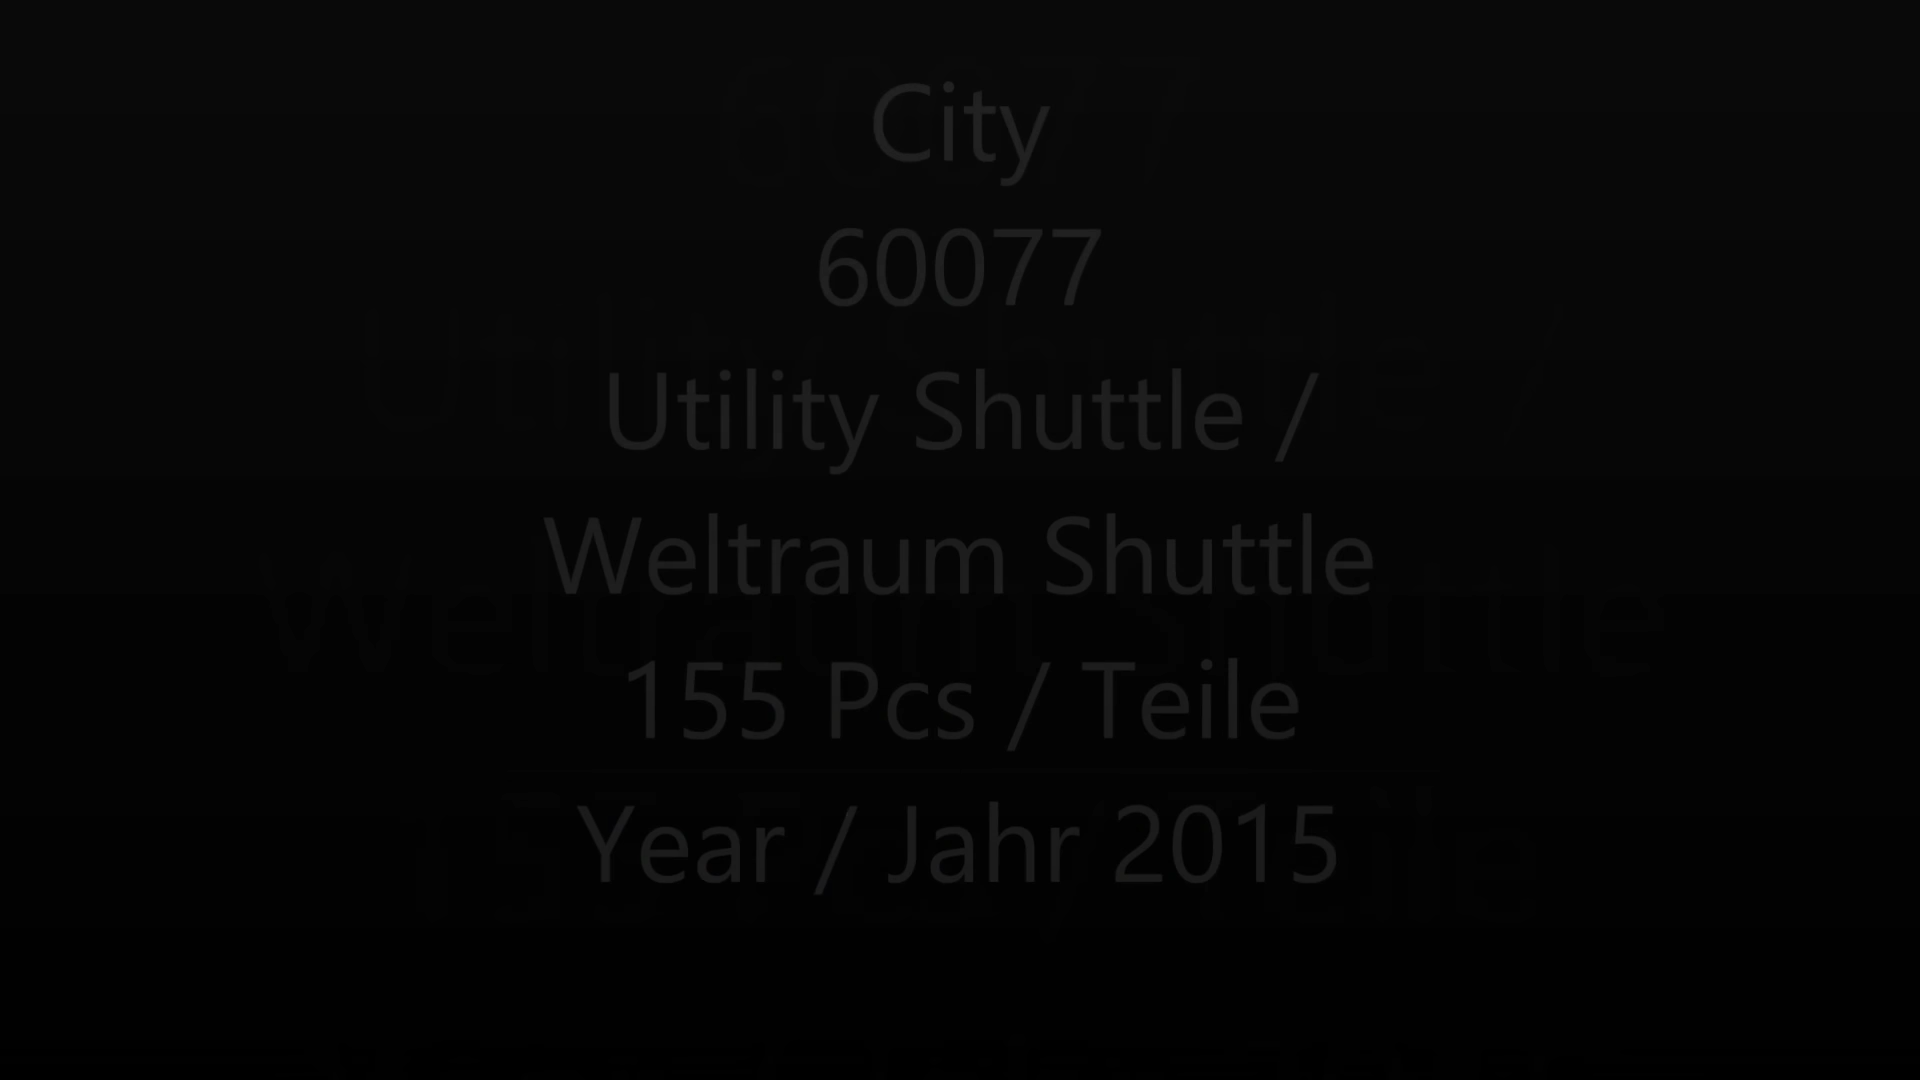 City
60077
Utility Shuttle /
Weltraum Shuttle
155 Pcs / Teile
Year / Jahr 2015